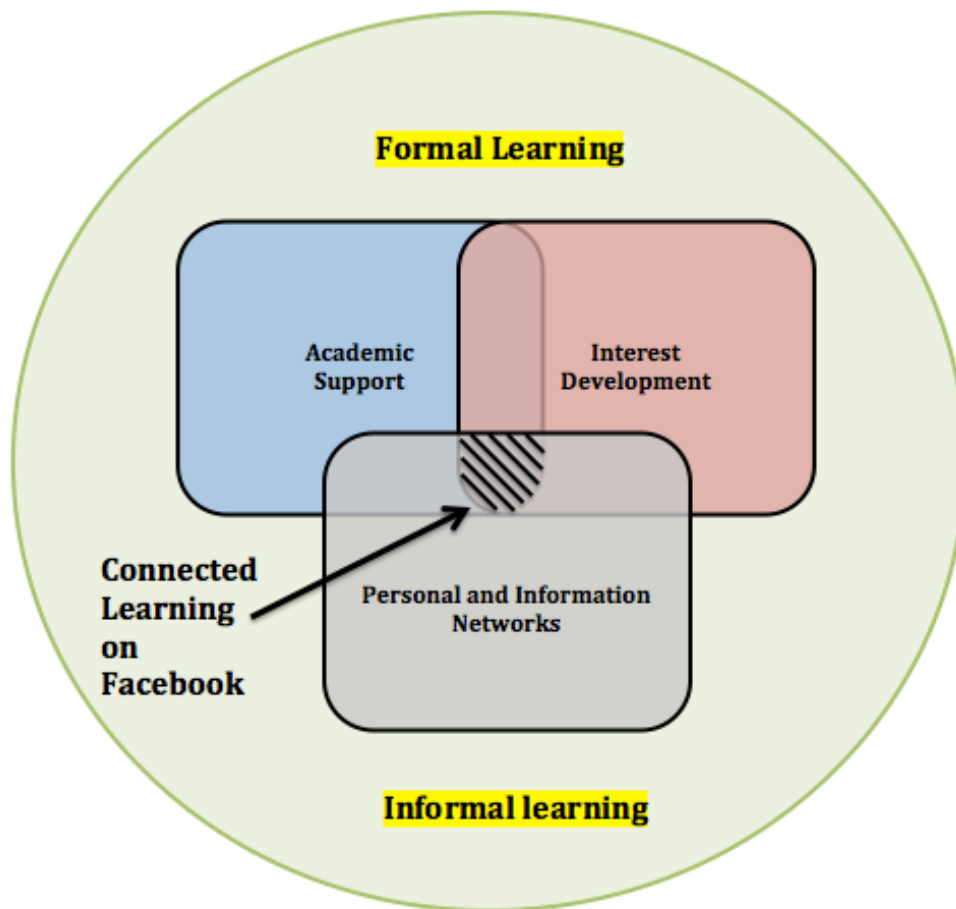 Formal Learning
Academic
Support
Interest
Development
Connected
Learning
on
Facebook
Personal and Information
Networks
Informal learning